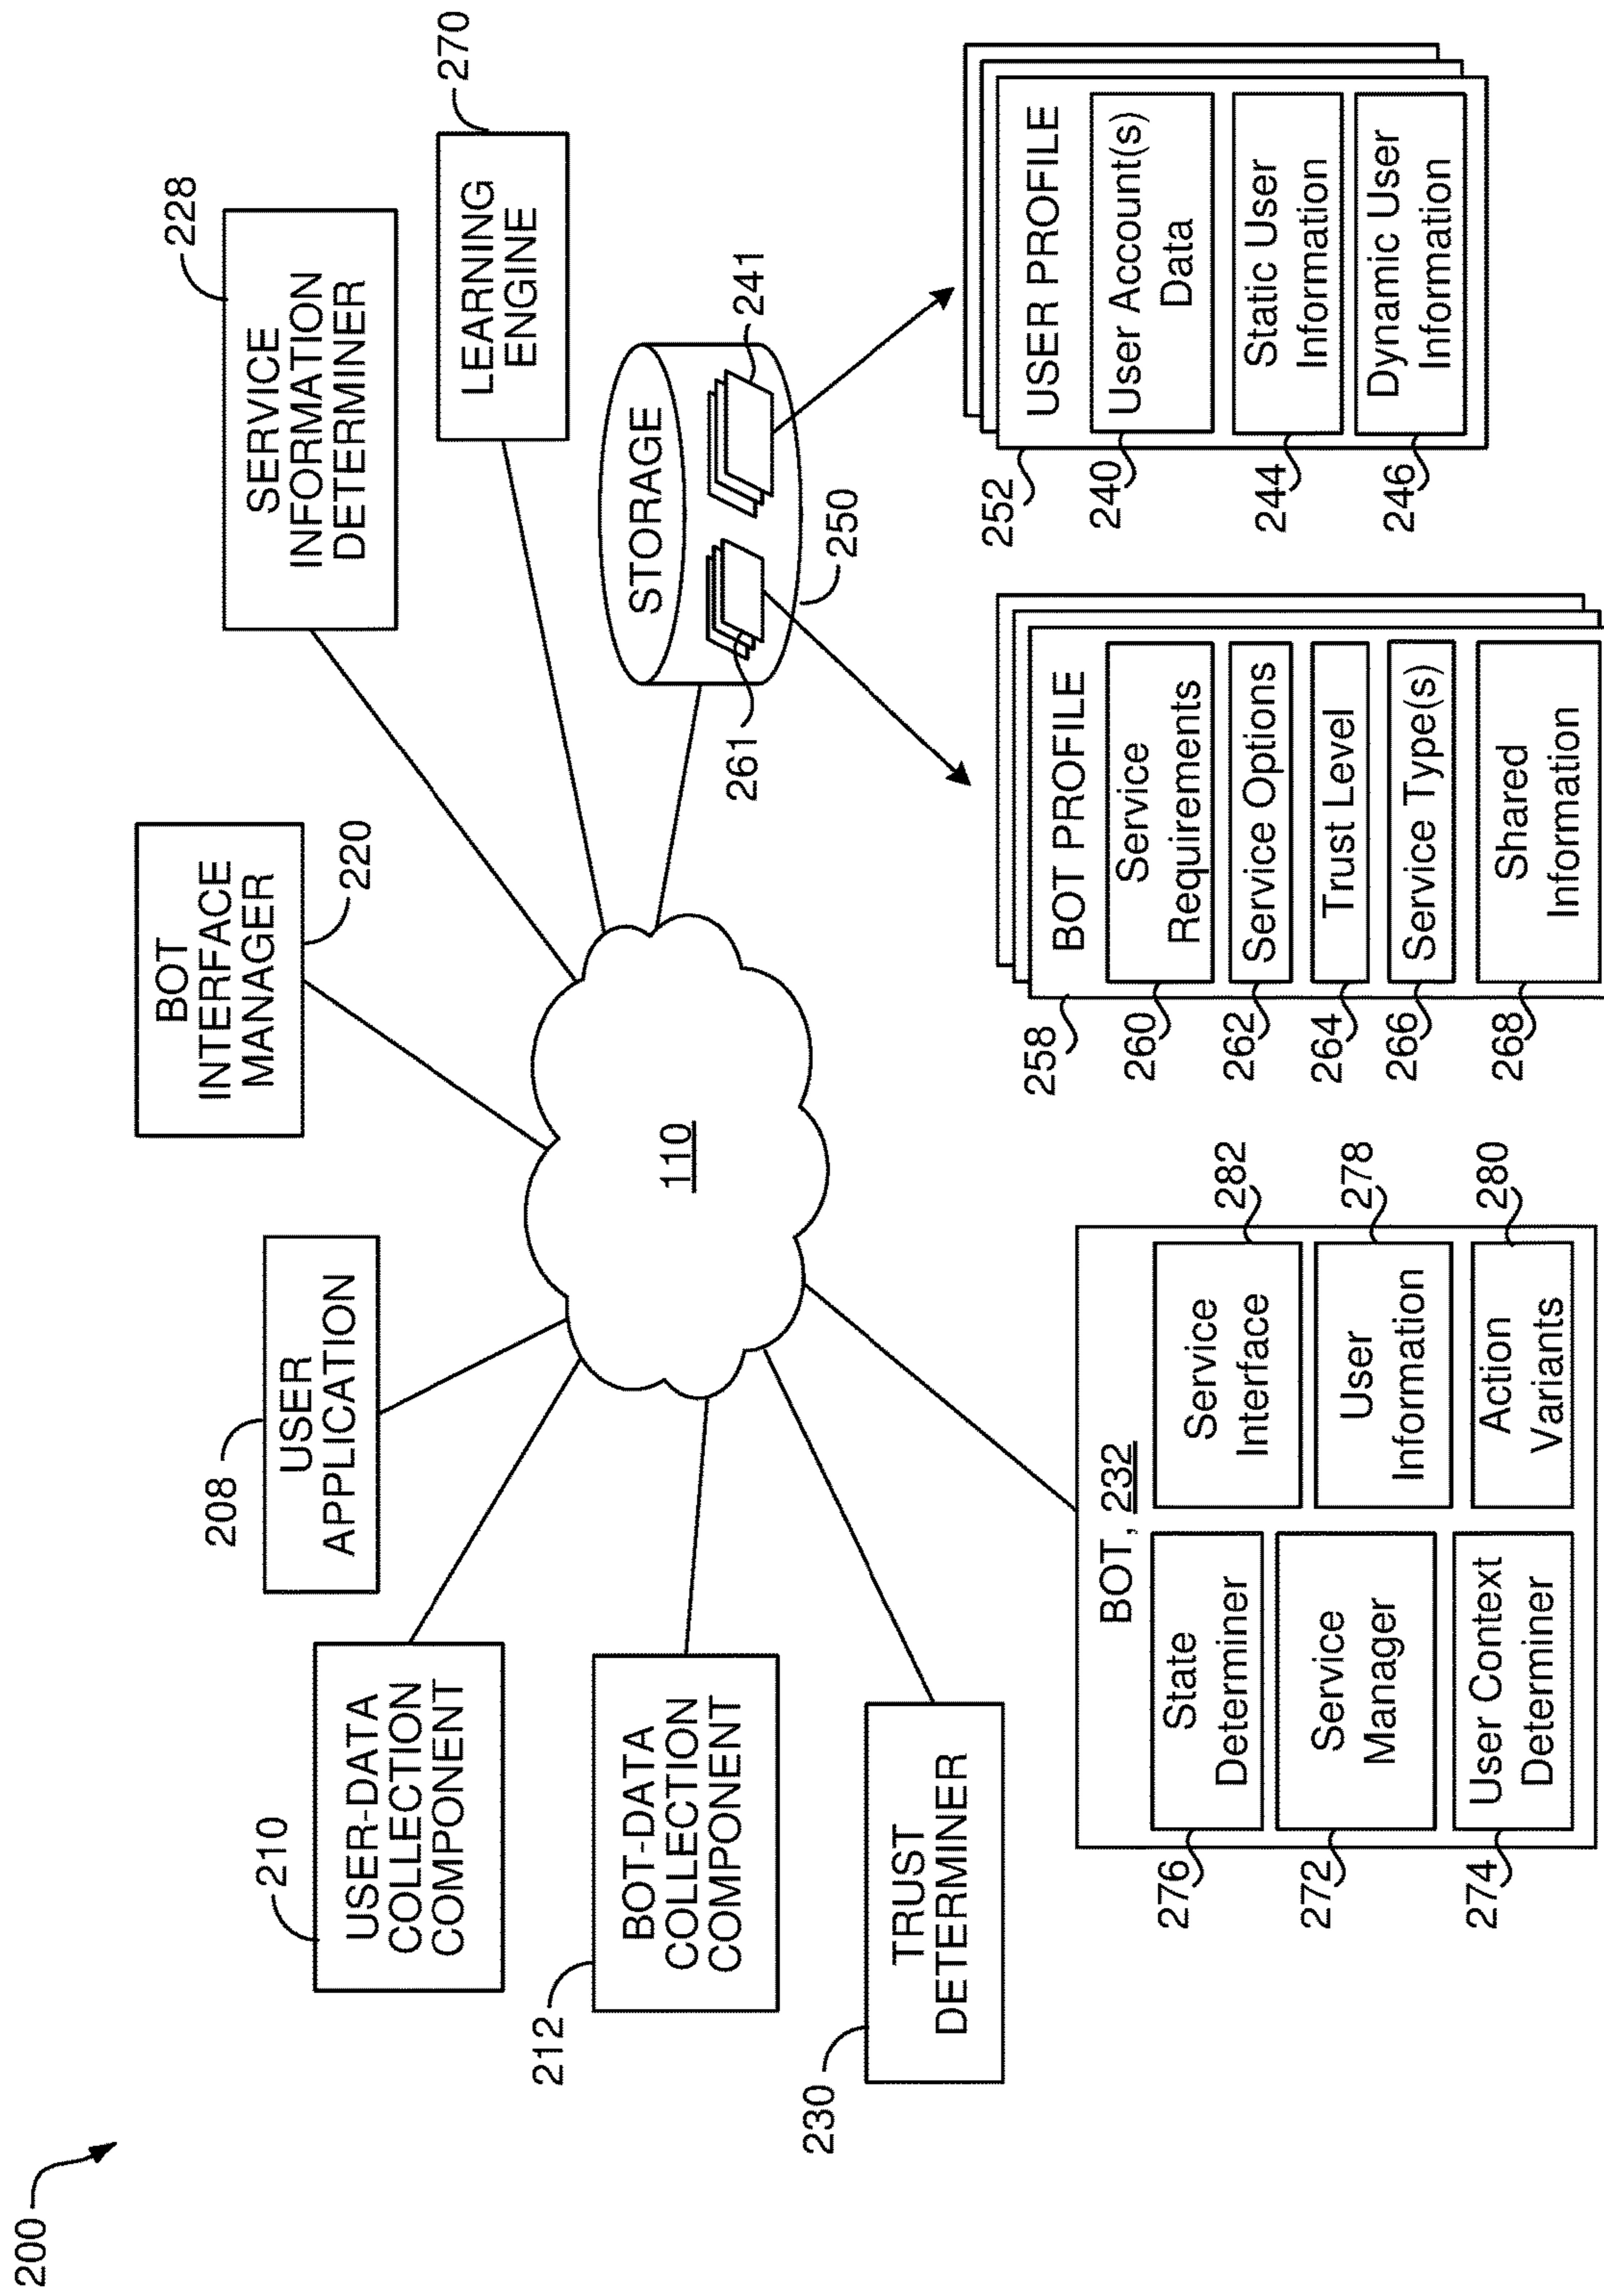 200
USER-DATA
COLLECTION
COMPONENT
210
USER
APPLICATION
208
BOT
INTERFACE
MANAGER
220
SERVICE
INFORMATION
DETERMINER
228
LEARNING
ENGINE
270
BOT-DATA
COLLECTION
COMPONENT
212
TRUST
DETERMINER
230
110
STORAGE
261
241
250
BOT, 232
State
Determiner
276
Service
Manager
272
User Context
Determiner
274
Service
Interface
282
User
Information
278
Action
Variants
280
BOT PROFILE
258
Service
Requirements
260
Service Options
262
Trust Level
264
Service Type(s)
266
Shared
Information
268
USER PROFILE
252
User Account(s)
Data
240
Static User
Information
244
Dynamic User
Information
246